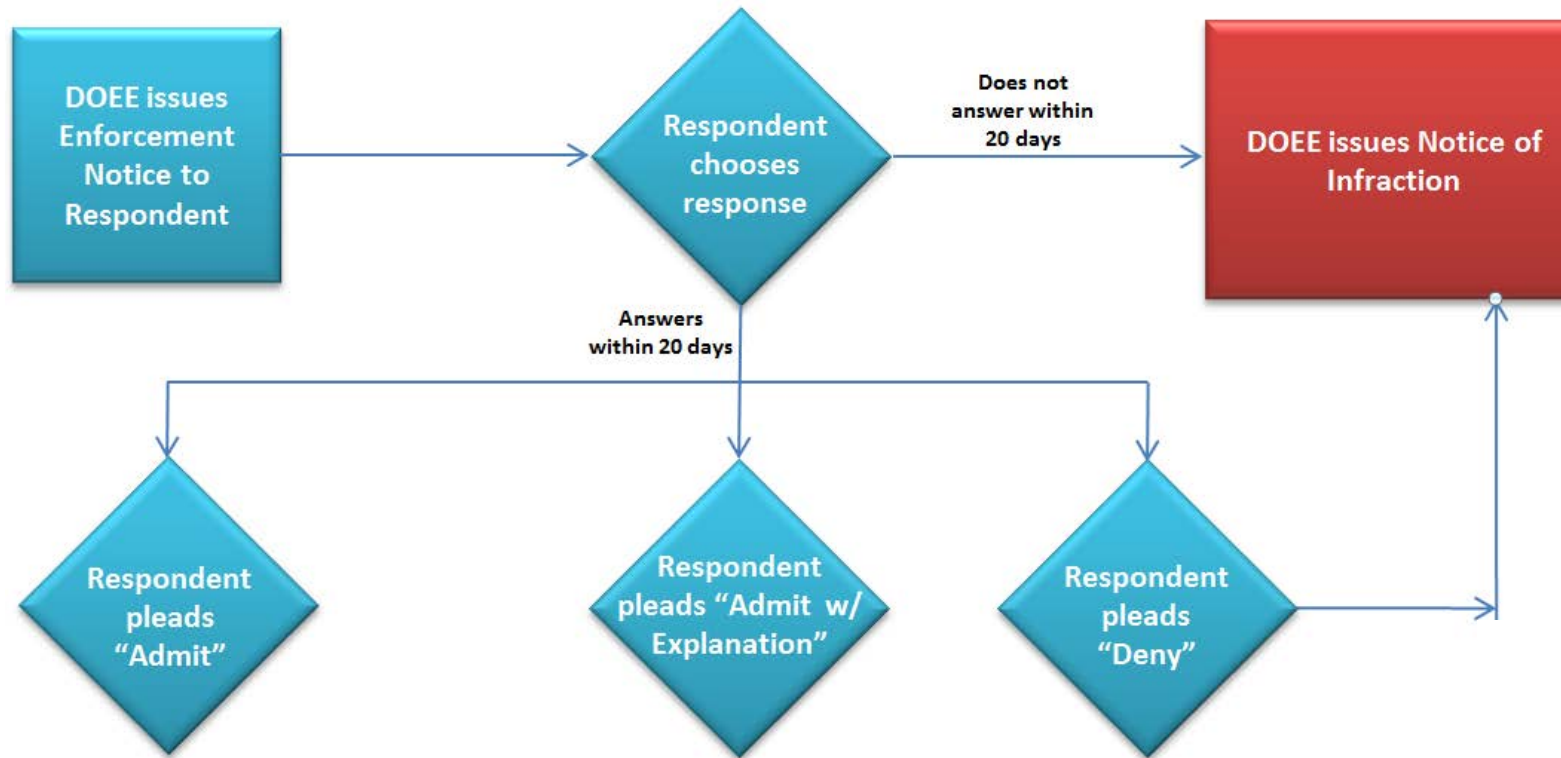 DOEE issues
Enforcement
Notice to
Respondent
Respondent
chooses
response
Does not
answer within
20 days
DOEE issues Notice of
Infraction
Answers
within 20 days
Respondent
pleads
“Admit”
Respondent
pleads “Admit w/
Explanation”
Respondent
pleads
“Deny”